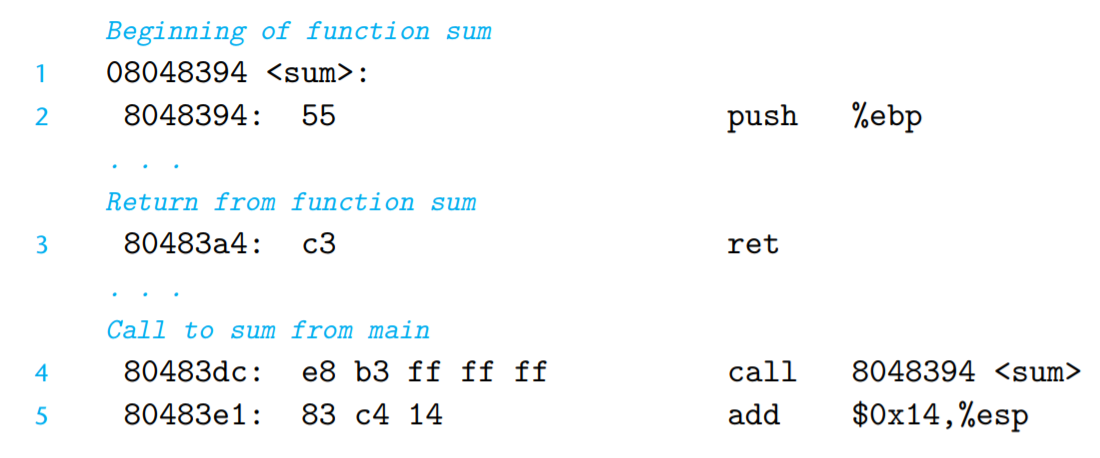 Beginning of function sum
1 08048394 <sum>:
2 8048394: 55 push %ebp
. . .
Return from function sum
3 80483a4: c3 ret
. . .
Call to sum from main
4 80483dc: e8 b3 ff ff ff call 8048394 <sum>
5 80483e1: 83 c4 14 add $0x14,%esp